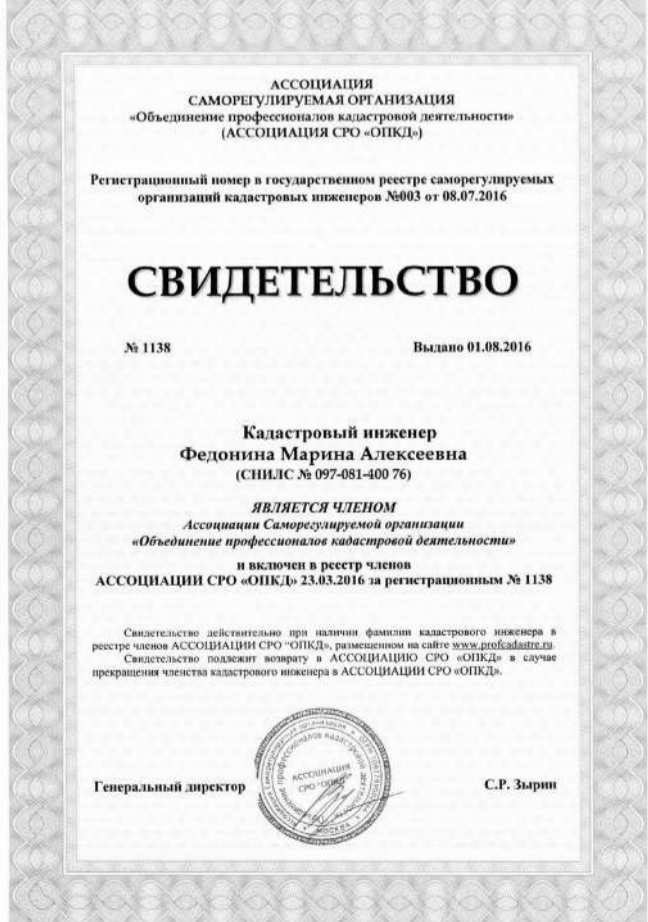 АССОЦИАЦИЯ
САМОРЕГУЛИРУЕМАЯ ОРГАНИЗАЦИЯ
«Объединение профессионалов кадастровой деятельности»
(АССОЦИАЦИЯ СРО «ОПКД»)
Регистрационный номер в государственном реестре саморегулируемых
организаций кадастровых инженеров №003 от 08.07.2016
СВИДЕТЕЛЬСТВО
№ 1138
Выдано 01.08.2016
Кадастровый инженер
Федонина Марина Алексеевна
(СНИЛС № 097-081-400 76)
ЯВЛЯЕТСЯ ЧЛЕНОМ
Ассоциации Саморегулируемой организации
«Объединение профессионалов кадастровой деятельности»
и включен в реестр членов
АССОЦИАЦИИ СРО «ОПКД» 23.03.2016 за регистрационным № 1138
Свидетельство действительно при наличии фамилии кадастрового инженера в
реестре членов АССОЦИАЦИИ СРО "ОПКД», размещенном на сайте www.profcadastre.ru.
Свидетельство подлежит возврату в АССОЦИАЦИЮ СРО «ОПКД» в случае
прекращения членства кадастрового инженера в АССОЦИАЦИИ СРО «ОПКД».
Генеральный директор
АССОЦИАЦИЯ
СРО "ОПКД"
МОСКВА
С.Р. Зырин